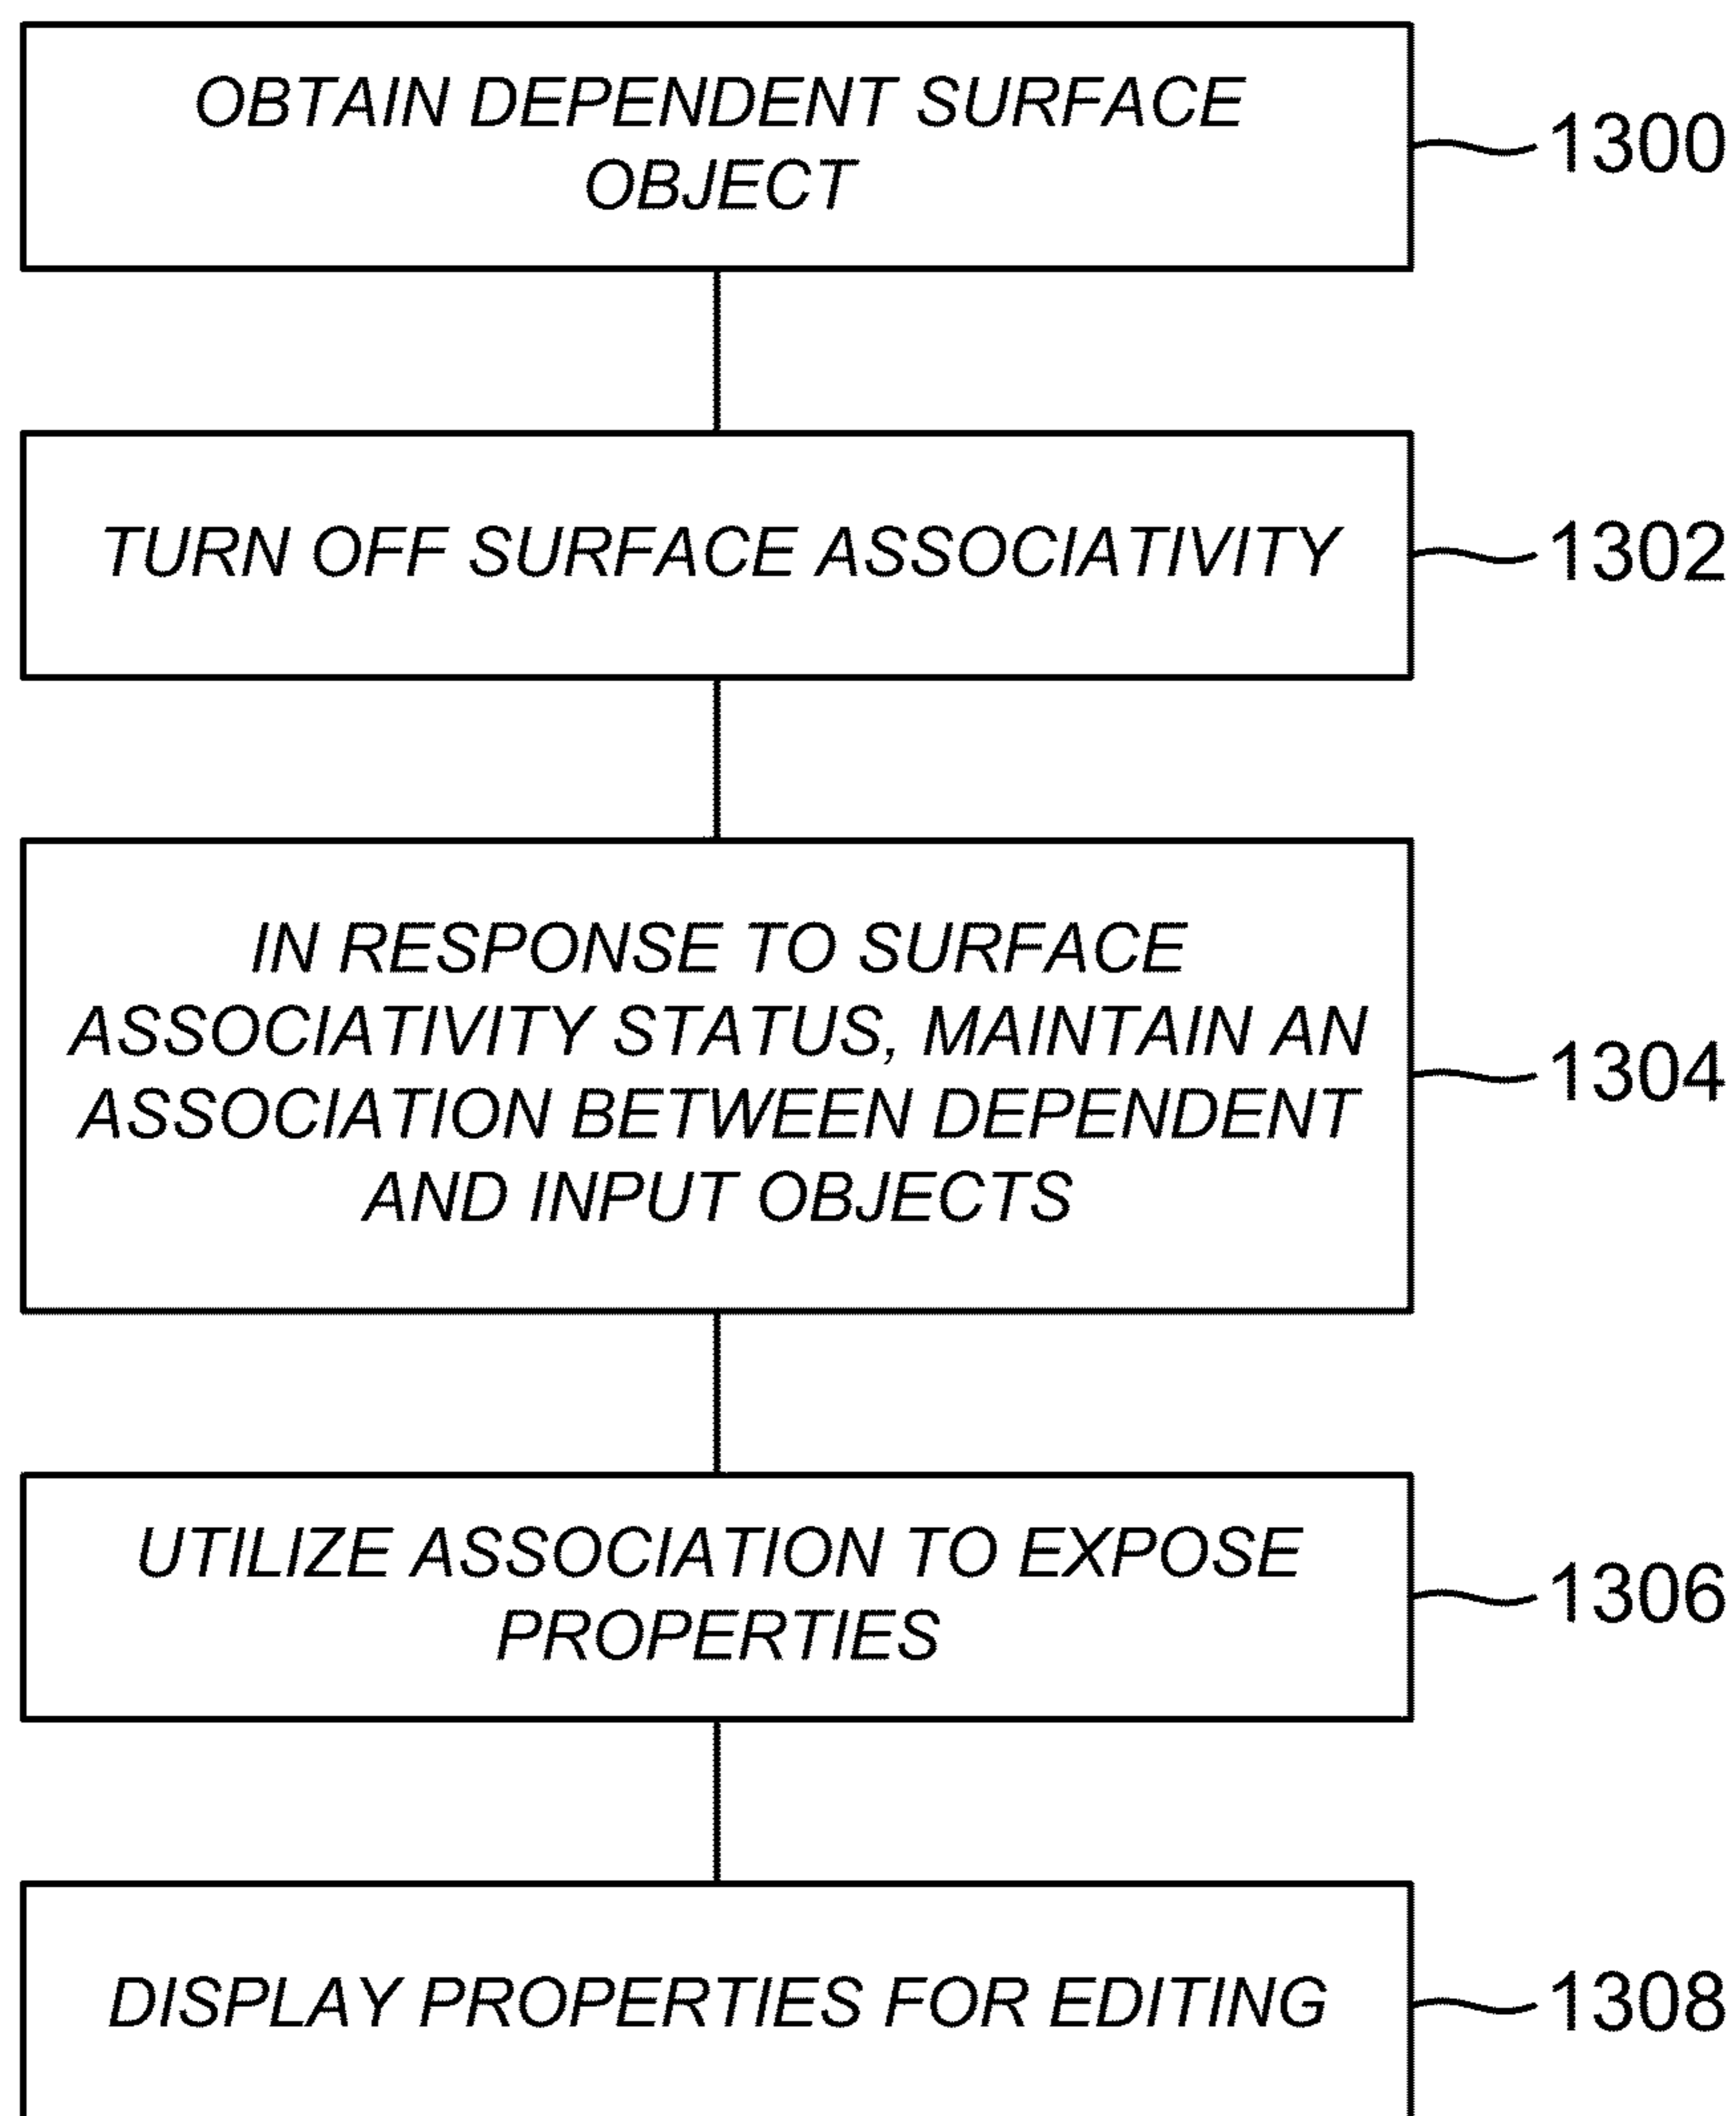 OBTAIN DEPENDENT SURFACE
OBJECT
1300
TURN OFF SURFACE ASSOCIATIVITY
1302
IN RESPONSE TO SURFACE
ASSOCIATIVITY STATUS, MAINTAIN AN
ASSOCIATION BETWEEN DEPENDENT
AND INPUT OBJECTS
1304
UTILIZE ASSOCIATION TO EXPOSE
PROPERTIES
1306
DISPLAY PROPERTIES FOR EDITING
1308